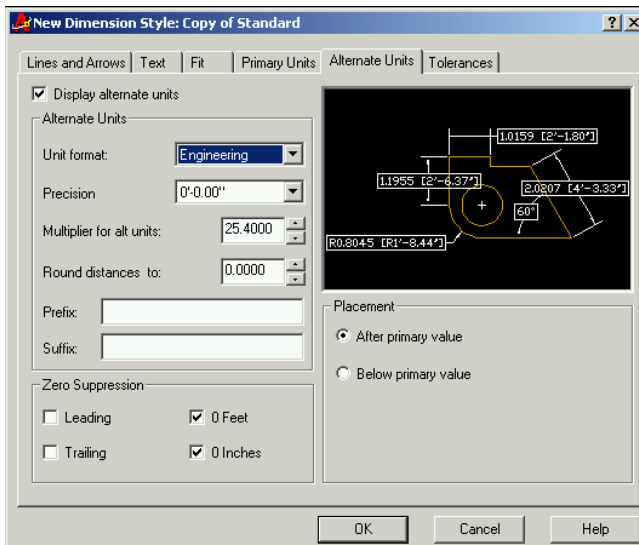 New Dimension Style: Copy of Standard
Lines and Arrows Text Fit Primary Units Alternate Units Tolerances
Display alternate units
Alternate Units
Unit format: Engineering
Precision 0'-0.00"
Multiplier for alt units: 25.4000
Round distances to: 0.0000
Prefix:
Suffix:
Zero Suppression
Leading 0 Feet
Trailing 0 Inches
1.0159 [2'-1.80"]
1.1955 [2'-6.37"]
2.0207 [4'-3.33"]
60°
R0.8045 [R1'-8.44"]
Placement
After primary value
Below primary value
OK Cancel Help